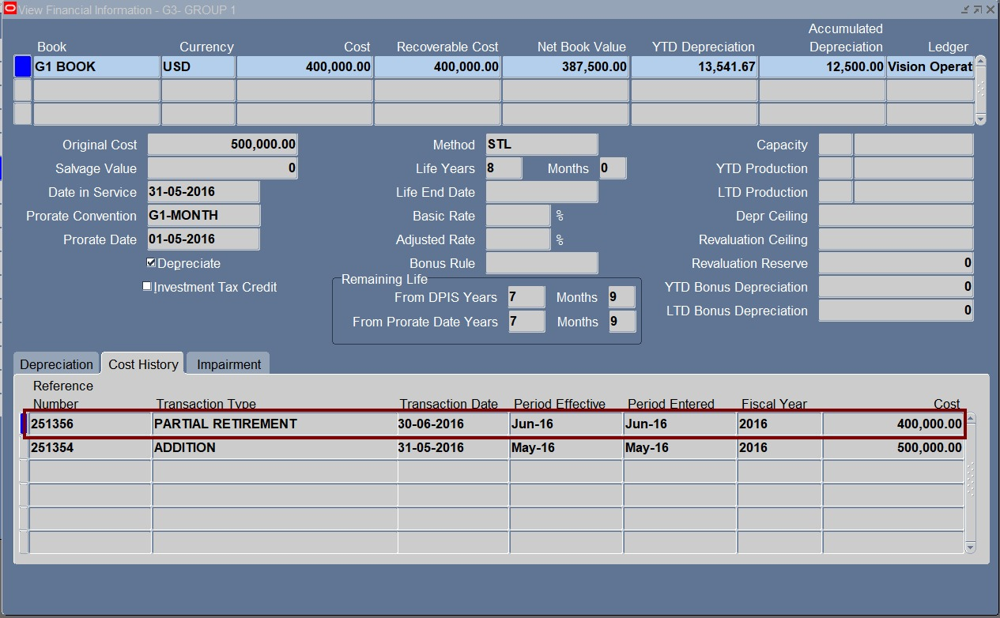 View Financial Information - G3- GROUP 1
Accumulated
Book Currency Cost Recoverable Cost Net Book Value YTD Depreciation Depreciation Ledger
G1 BOOK USD 400,000.00 400,000.00 387,500.00 13,541.67 12,500.00 Vision Operat
Original Cost 500,000.00 Method STL Capacity
Salvage Value 0 Life Years 8 Months 0 YTD Production
Date in Service 31-05-2016 Life End Date LTD Production
Prorate Convention G1-MONTH Basic Rate % Depr Ceiling
Prorate Date 01-05-2016 Adjusted Rate % Revaluation Ceiling
Depreciate Bonus Rule Revaluation Reserve 0
Remaining Life
Investment Tax Credit YTD Bonus Depreciation 0
From DPIS Years 7 Months 9
LTD Bonus Depreciation 0
From Prorate Date Years 7 Months 9
Depreciation Cost History Impairment
Reference
Number Transaction Type Transaction Date Period Effective Period Entered Fiscal Year Cost
251356 PARTIAL RETIREMENT 30-06-2016 Jun-16 Jun-16 2016 400,000.00
251354 ADDITION 31-05-2016 May-16 May-16 2016 500,000.00